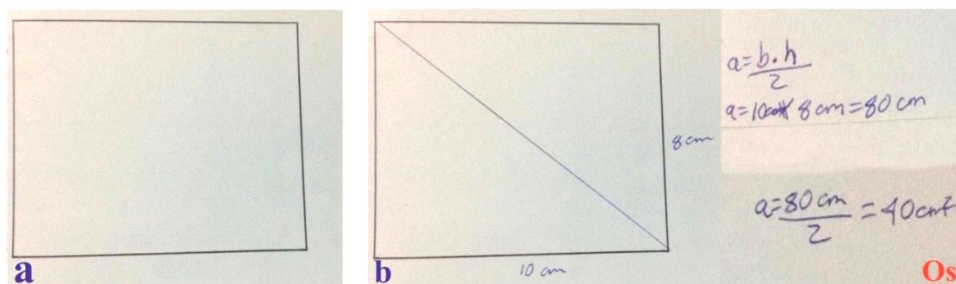 a
b
8 cm
10 cm
a = b · h / 2
a = 10 cm × 8 cm = 80 cm
a = 80 cm / 2 = 40 cm²
Os